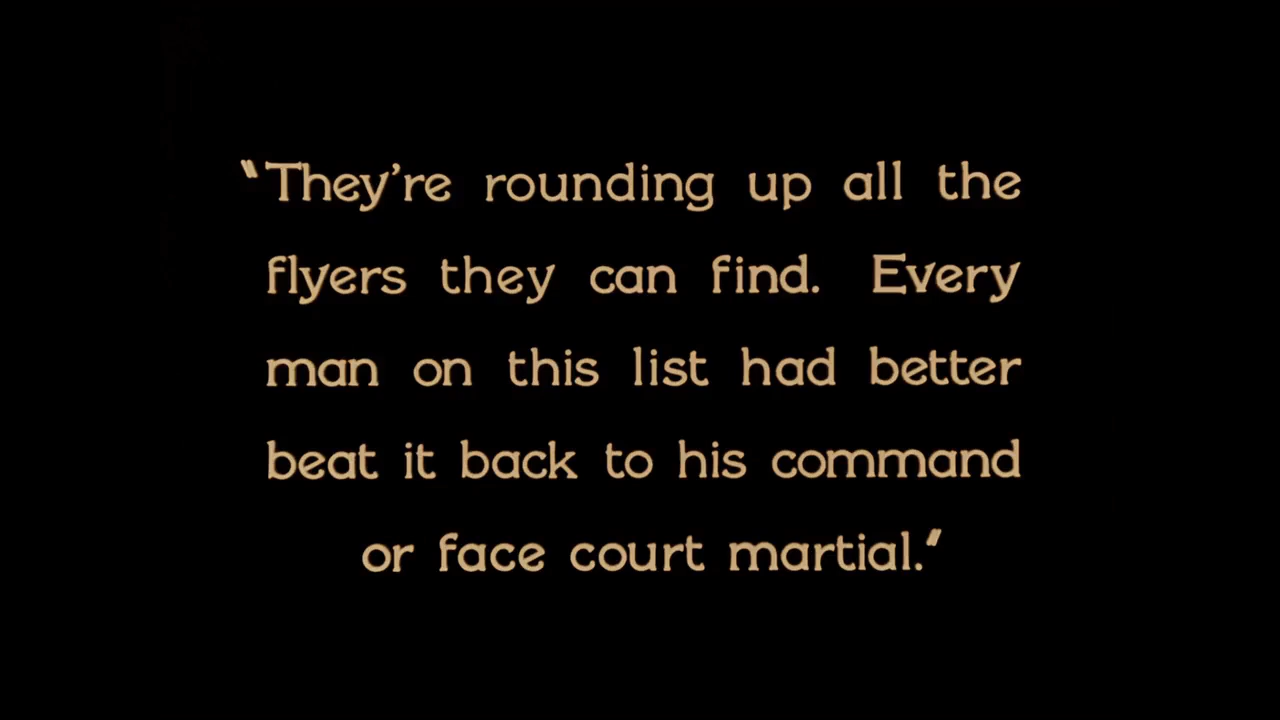 "They're rounding up all the
flyers they can find. Every
man on this list had better
beat it back to his command
or face court martial."